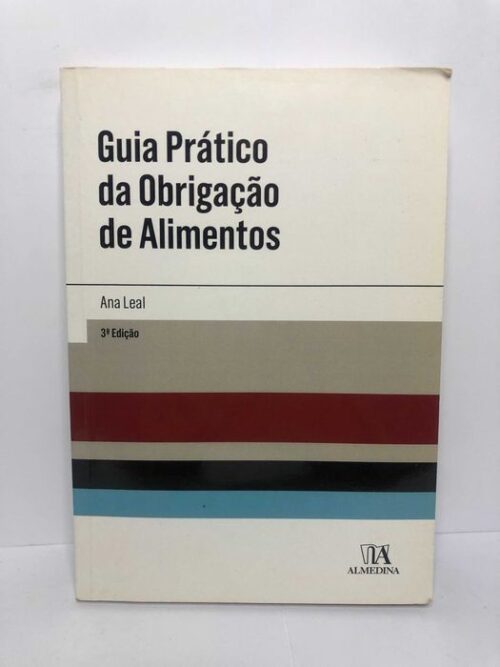 Guia Prático
da Obrigação
de Alimentos
Ana Leal
3ª Edição
ALMEDINA